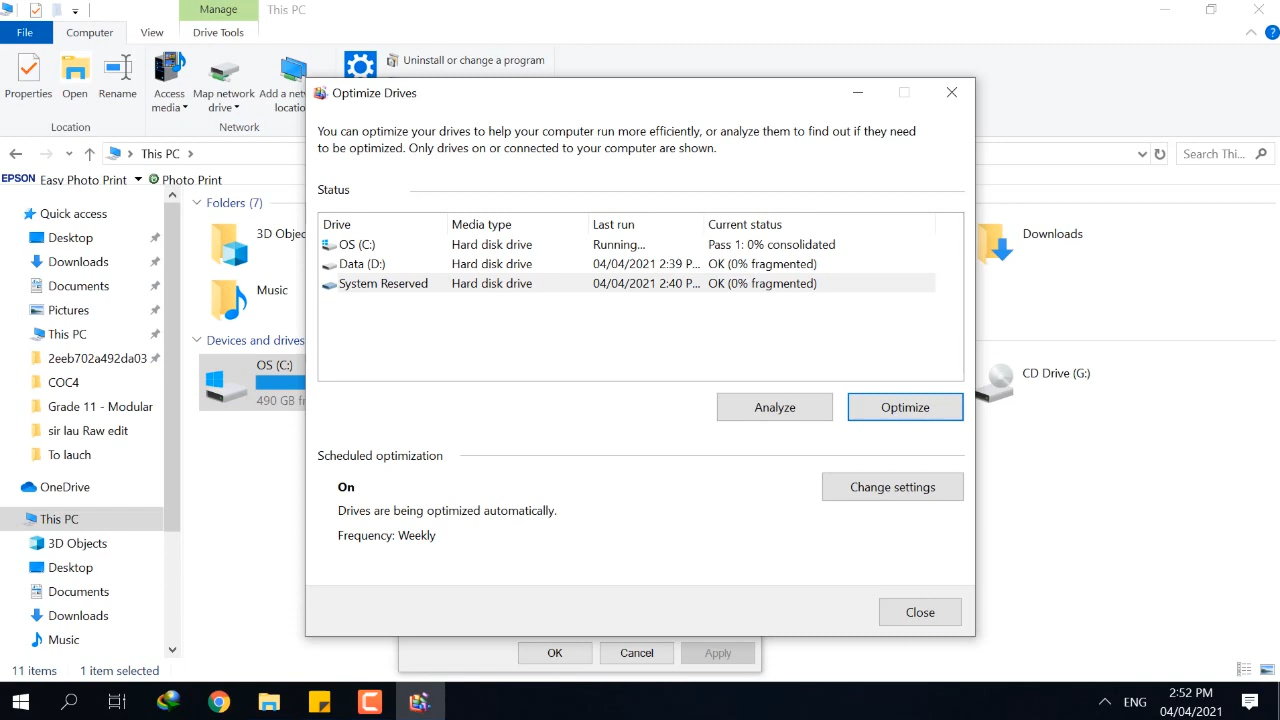 Manage
This PC
File
Computer
View
Drive Tools
Properties
Open
Rename
Access media
Map network drive
Uninstall or change a program
Location
Network
This PC
Search Thi...
EPSON Easy Photo Print
Photo Print
Quick access
Desktop
Downloads
Documents
Pictures
This PC
2eeb702a492da03
COC4
Grade 11 - Modular
sir lau Raw edit
To lauch
OneDrive
This PC
3D Objects
Desktop
Documents
Downloads
Music
Folders (7)
Music
Devices and drives
OS (C:)
Downloads
CD Drive (G:)
Optimize Drives
You can optimize your drives to help your computer run more efficiently, or analyze them to find out if they need
to be optimized. Only drives on or connected to your computer are shown.
Status
Drive Media type Last run Current status
OS (C:) Hard disk drive Running... Pass 1: 0% consolidated
Data (D:) Hard disk drive 04/04/2021 2:39 P... OK (0% fragmented)
System Reserved Hard disk drive 04/04/2021 2:40 P... OK (0% fragmented)
Analyze
Optimize
Scheduled optimization
On
Change settings
Drives are being optimized automatically.
Frequency: Weekly
Close
OK
Cancel
Apply
11 items
1 item selected
ENG
2:52 PM
04/04/2021